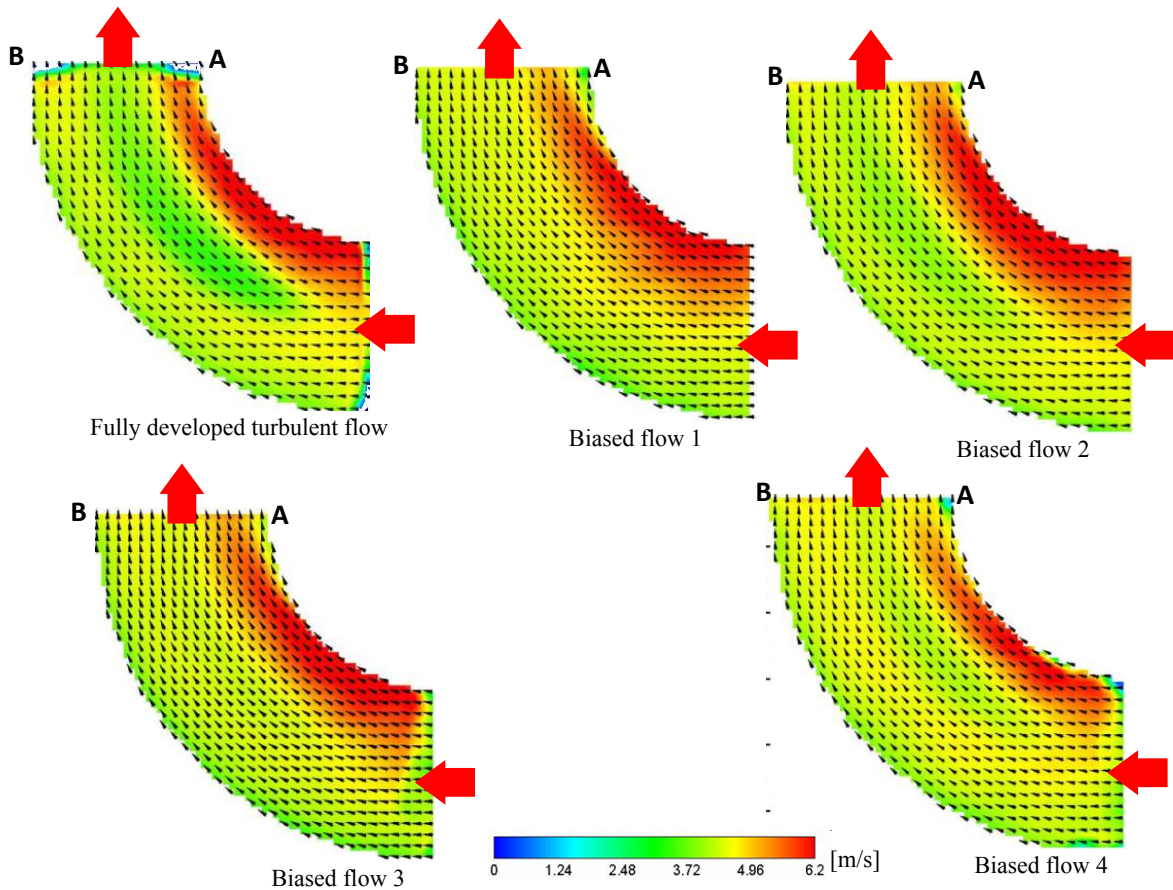 B
A
B
A
B
A
Fully developed turbulent flow
Biased flow 1
Biased flow 2
B
A
B
A
Biased flow 3
0 1.24 2.48 3.72 4.96 6.2 [m/s]
Biased flow 4